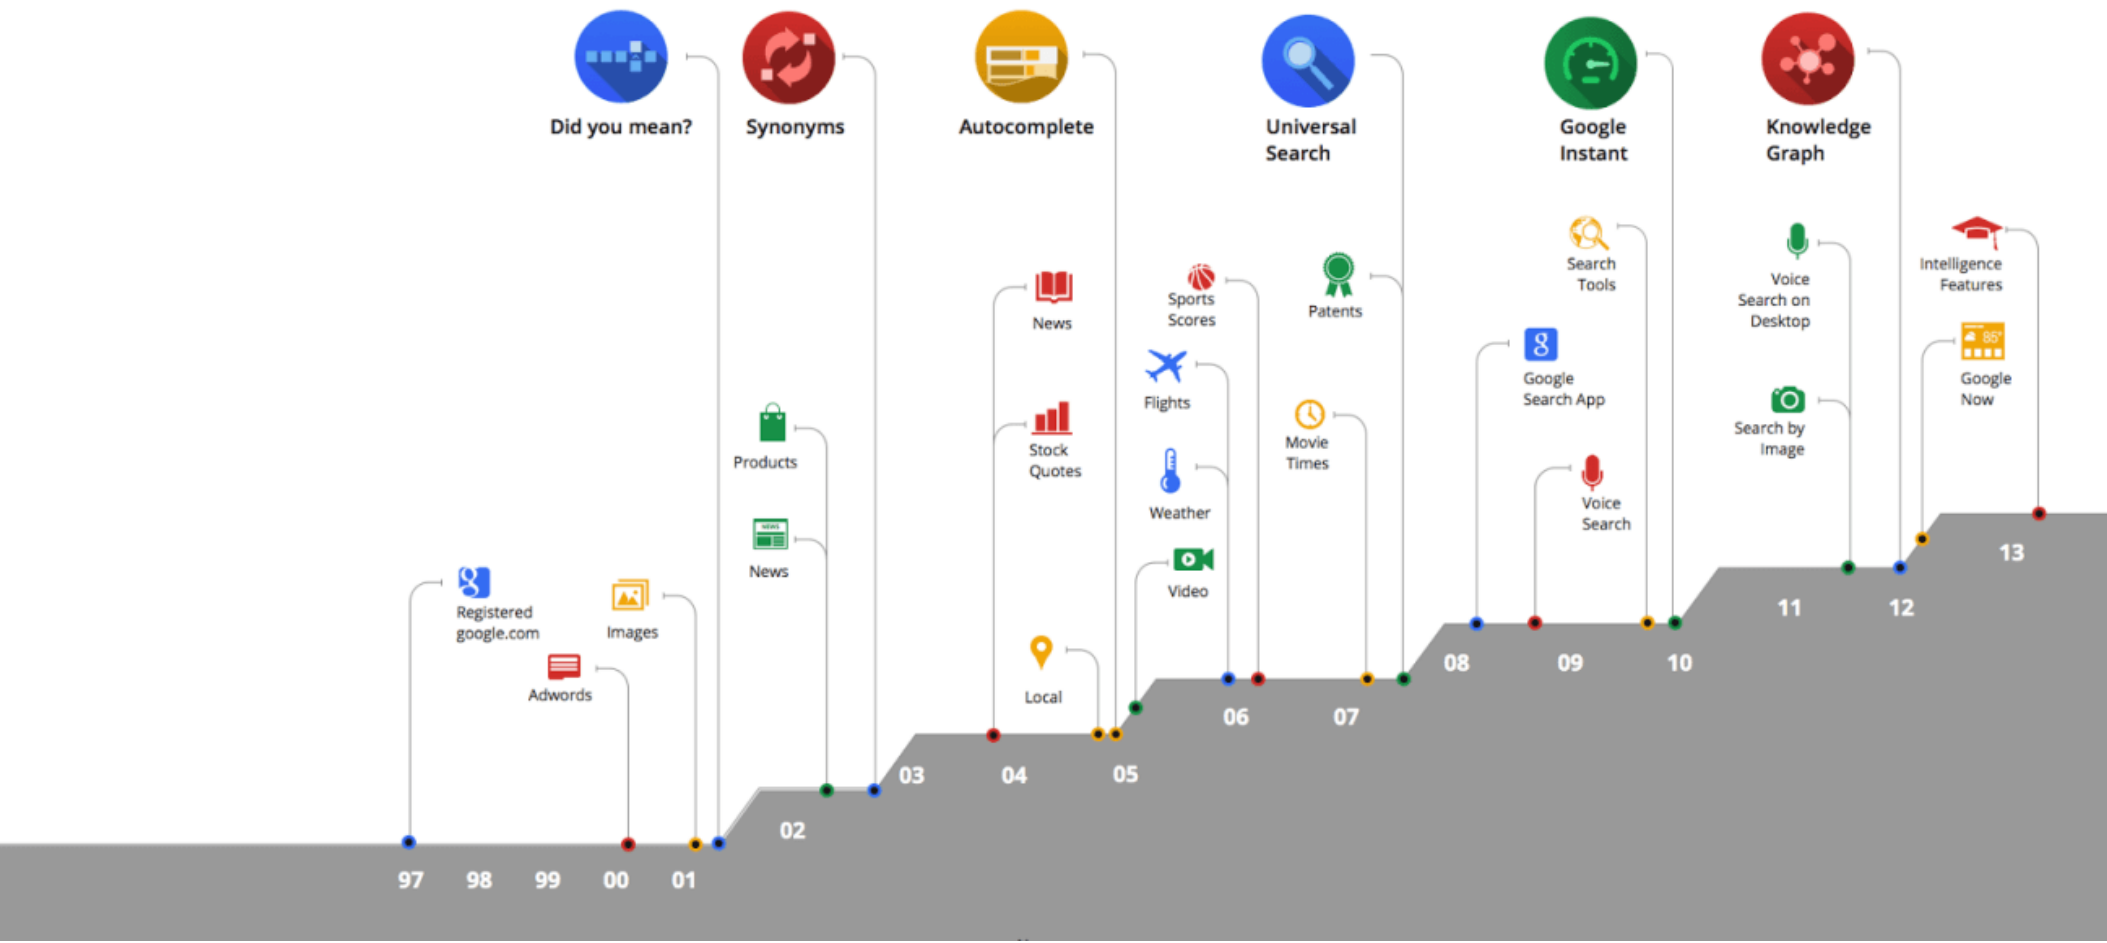 Did you mean?
Synonyms
Autocomplete
Universal
Search
Google
Instant
Knowledge
Graph
Registered
google.com
Adwords
Images
Products
NEWS
News
News
Stock
Quotes
Local
Sports
Scores
Flights
Weather
Video
Patents
Movie
Times
Search
Tools
g
Google
Search App
Voice
Search
Voice
Search on
Desktop
Search by
Image
Intelligence
Features
85°
Google
Now
g
97
98
99
00
01
02
03
04
05
06
07
08
09
10
11
12
13